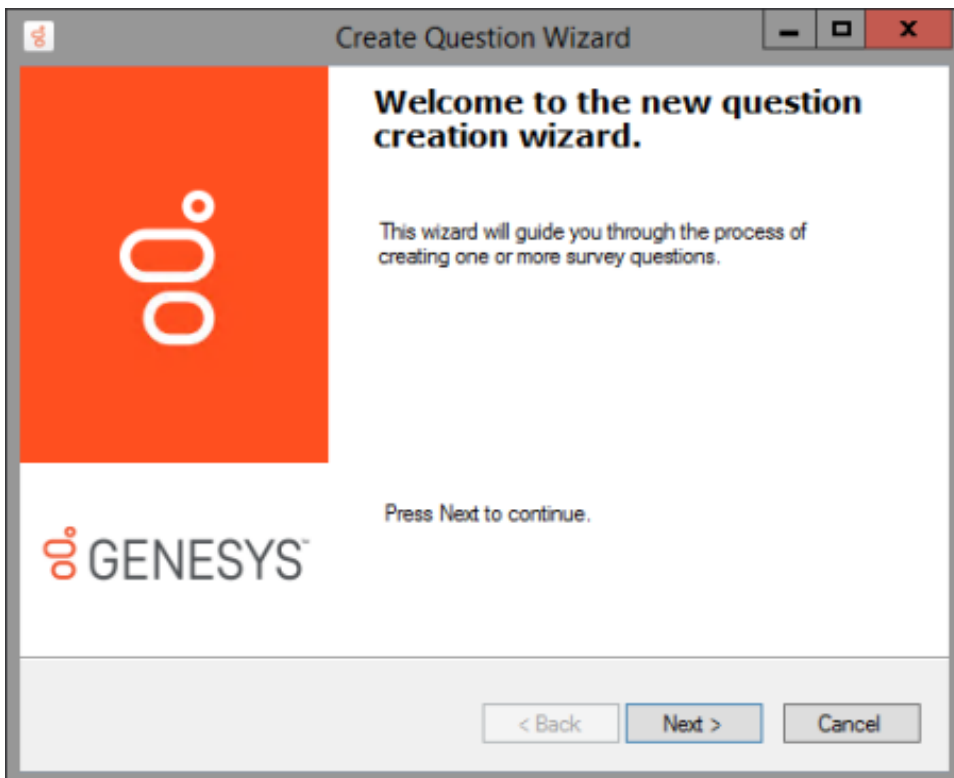 Create Question Wizard
Welcome to the new question
creation wizard.
This wizard will guide you through the process of
creating one or more survey questions.
Press Next to continue.
GENESYS™
< Back
Next >
Cancel